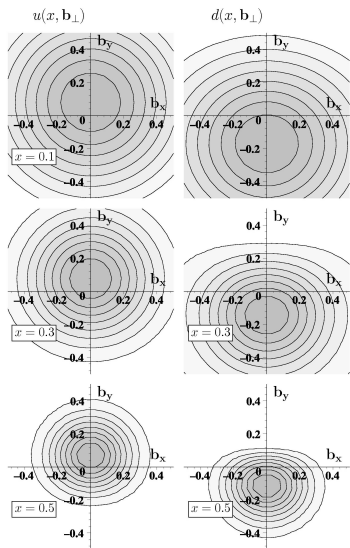 u(x, b⊥) d(x, b⊥)
b_y b_y
0.4 0.4
0.2 0.2
0 b_x 0 b_x
−0.4 −0.2 0.2 0.4 −0.4 −0.2 0.2 0.4
−0.2 −0.2
x = 0.1
−0.4 −0.4
b_y b_y
0.4 0.4
0.2 0.2
b_x b_x
−0.4 −0.2 0 0.2 0.4 −0.4 −0.2 0 0.2 0.4
−0.2 −0.2
x = 0.3 x = 0.3
−0.4 −0.4
b_y b_y
0.4 0.4
0.2 0.2
b_x b_x
−0.4 −0.2 0 0.2 0.4 −0.4 −0.2 0 0.2 0.4
−0.2 −0.2
x = 0.5 x = 0.5
−0.4 −0.4